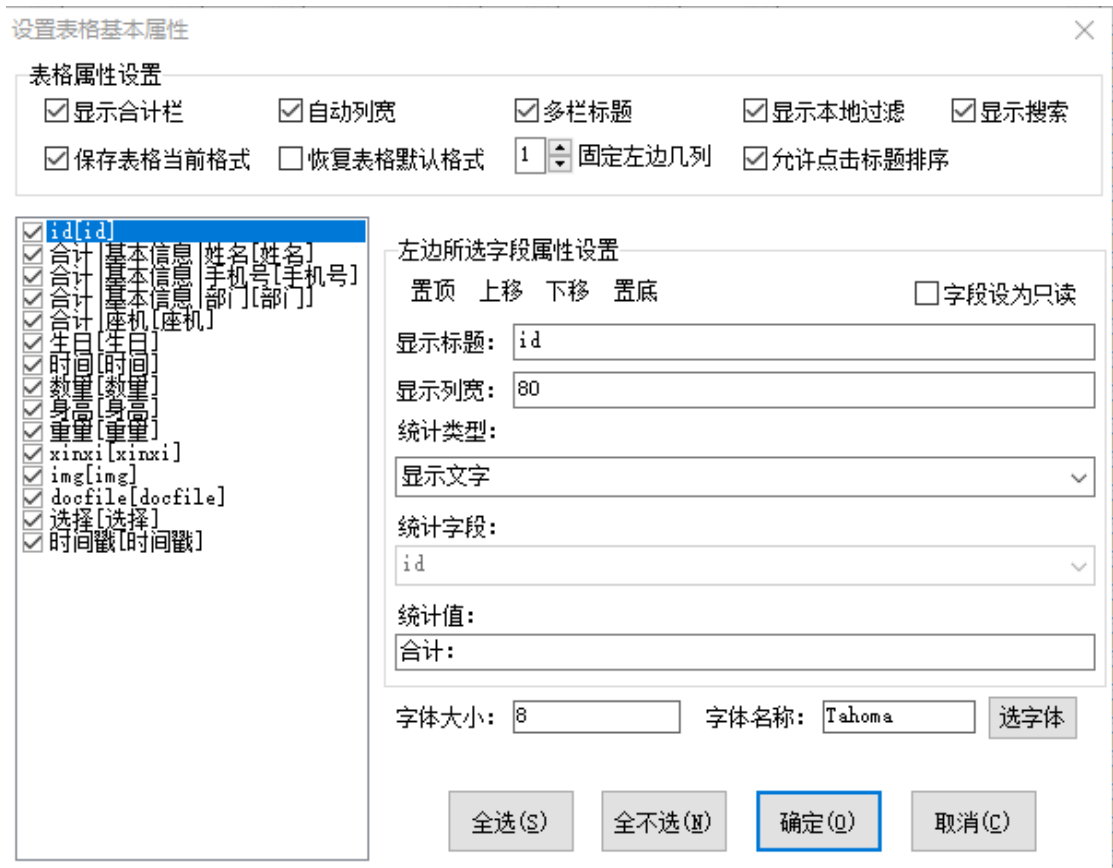 设置表格基本属性
表格属性设置
显示合计栏 自动列宽 多栏标题 显示本地过滤 显示搜索
保存表格当前格式 恢复表格默认格式 1 固定左边几列 允许点击标题排序
id[id]
合计|基本信息|姓名[姓名]
合计|基本信息|手机号[手机号]
合计|基本信息|部门[部门]
合计|座机[座机]
生日[生日]
时间[时间]
数量[数量]
身高[身高]
重量[重量]
xinxi[xinxi]
img[img]
docfile[docfile]
选择[选择]
时间戳[时间戳]
左边所选字段属性设置
置顶 上移 下移 置底 字段设为只读
显示标题: id
显示列宽: 80
统计类型:
显示文字
统计字段:
id
统计值:
合计:
字体大小: 8 字体名称: Tahoma 选字体
全选(S) 全不选(N) 确定(O) 取消(C)